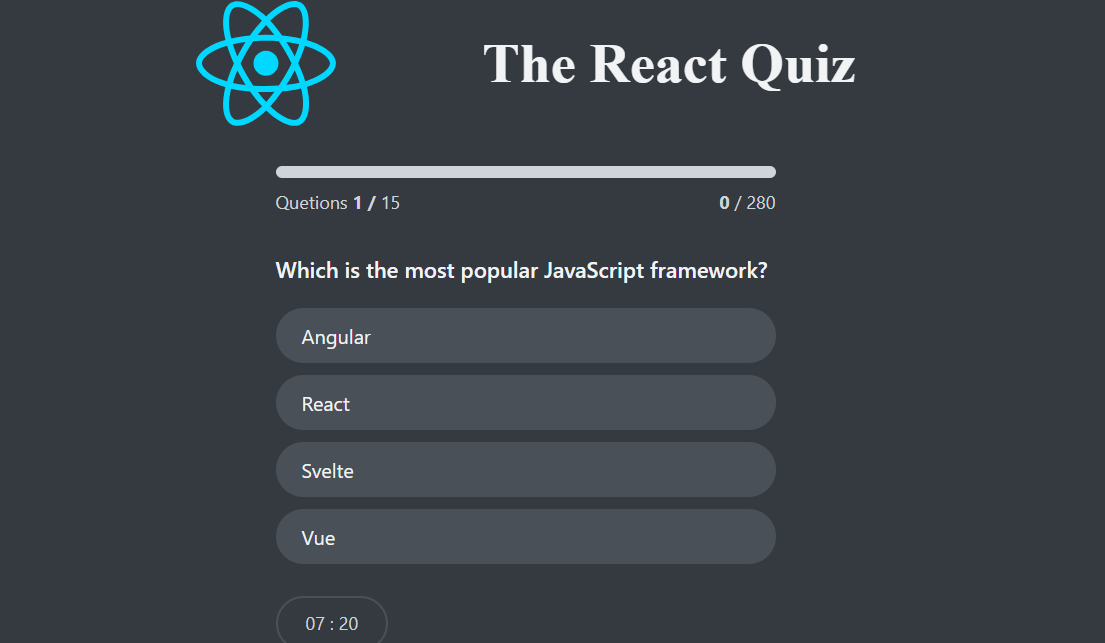 The React Quiz
Quetions 1 / 15
0 / 280
Which is the most popular JavaScript framework?
Angular
React
Svelte
Vue
07 : 20